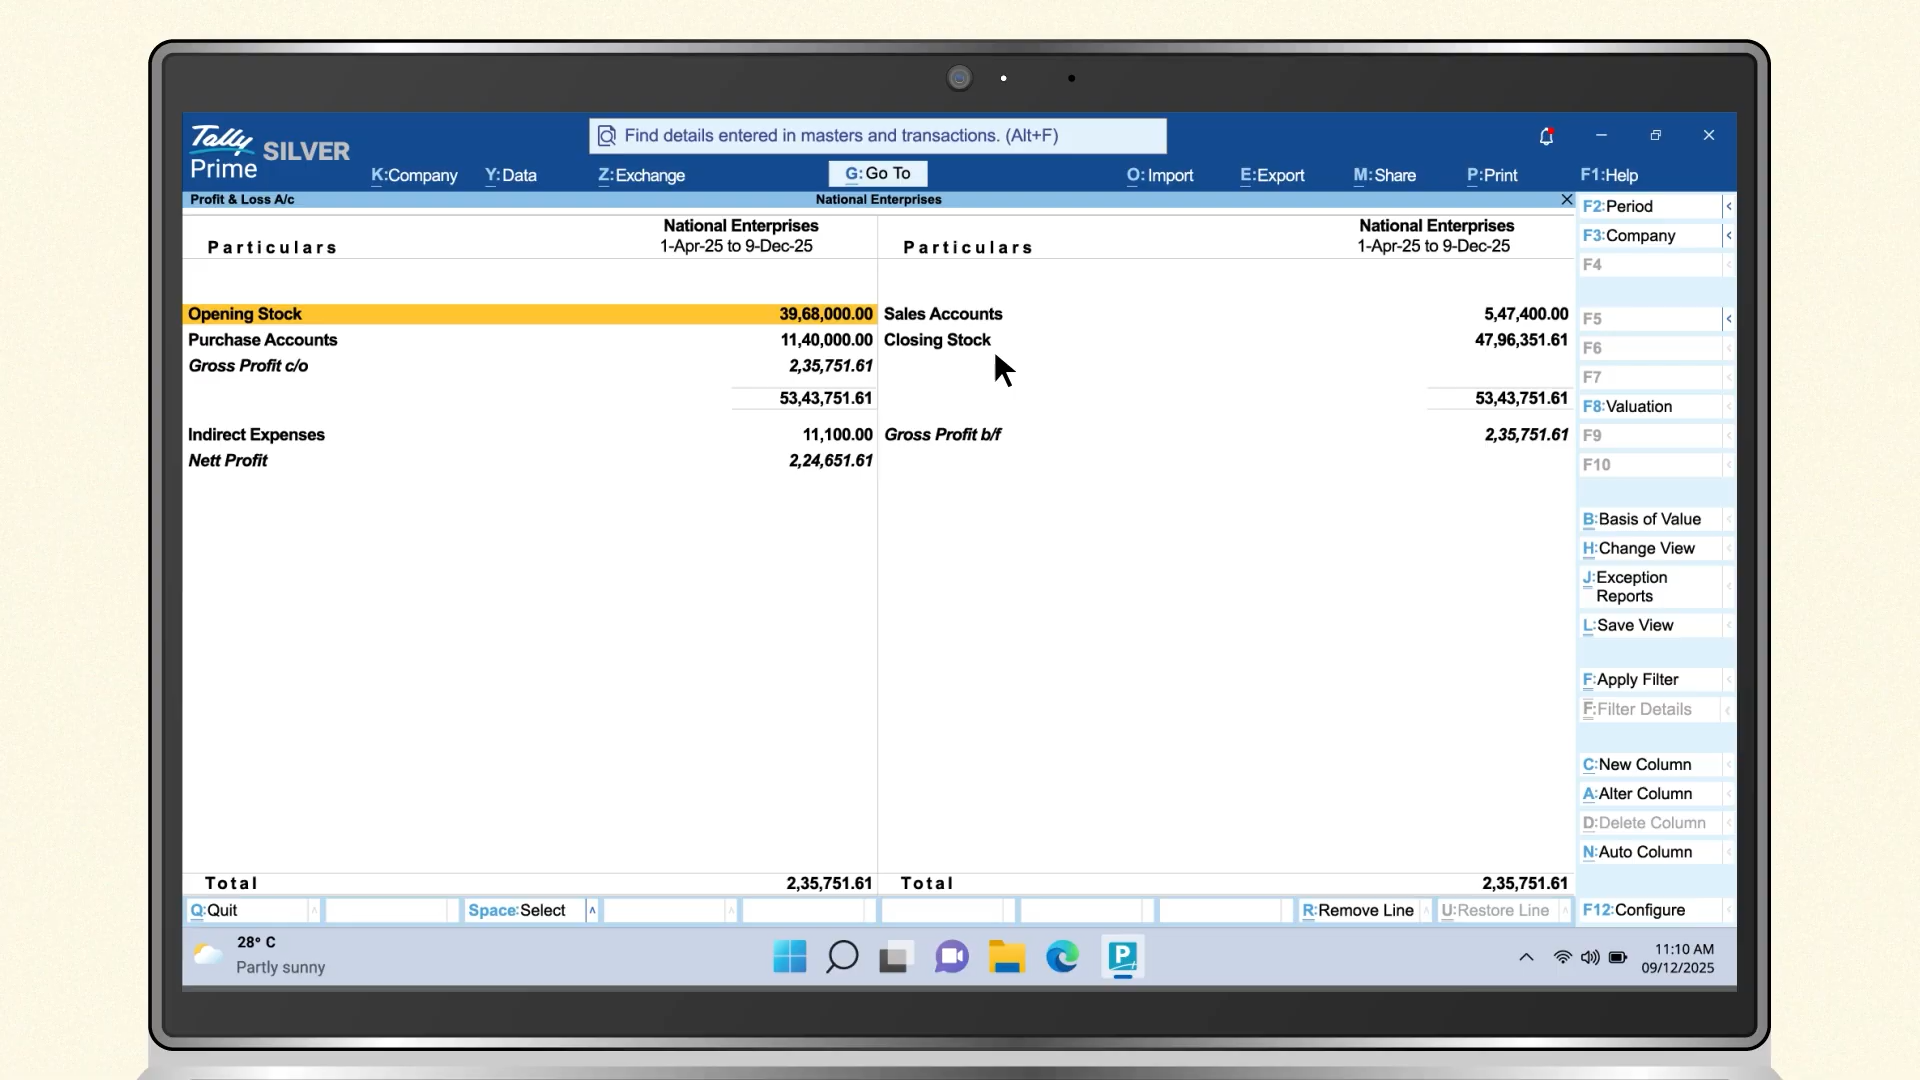 Tally
Prime SILVER
Find details entered in masters and transactions. (Alt+F)
K:Company Y:Data Z:Exchange G:Go To O:Import E:Export M:Share P:Print F1:Help
Profit & Loss A/c National Enterprises
Particulars National Enterprises 1-Apr-25 to 9-Dec-25 Particulars National Enterprises 1-Apr-25 to 9-Dec-25
Opening Stock 39,68,000.00 Sales Accounts 5,47,400.00
Purchase Accounts 11,40,000.00 Closing Stock 47,96,351.61
Gross Profit c/o 2,35,751.61
53,43,751.61 53,43,751.61
Indirect Expenses 11,100.00 Gross Profit b/f 2,35,751.61
Nett Profit 2,24,651.61
Total 2,35,751.61 Total 2,35,751.61
F2:Period
F3:Company
F4
F5
F6
F7
F8:Valuation
F9
F10
B:Basis of Value
H:Change View
J:Exception
Reports
L:Save View
F:Apply Filter
F:Filter Details
C:New Column
A:Alter Column
D:Delete Column
N:Auto Column
Q:Quit Space:Select R:Remove Line U:Restore Line F12:Configure
28° C
Partly sunny
11:10 AM
09/12/2025